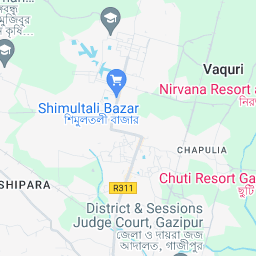 বন্ধু
মুজিবুর
ন কৃষি...
Vaquri
Nirvana Resort a
Shimultali Bazar
শিমুলতলী বাজার
CHAPULIA
Chuti Resort Ga
ছুটি
SHIPARA
R311
District & Sessions
Judge Court, Gazipur
জেলা ও দায়রা জজ
আদালত, গাজীপুর